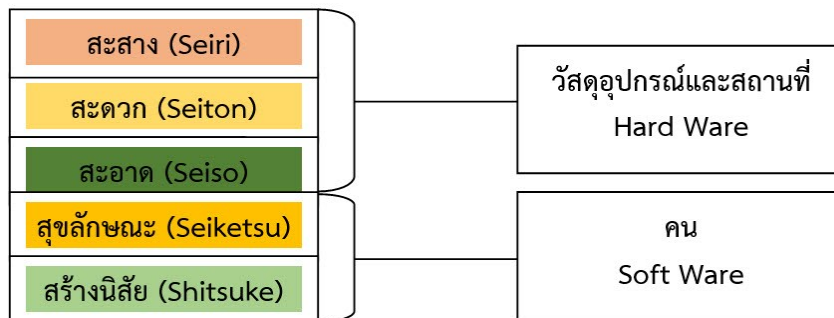 สะสาง (Seiri)
สะดวก (Seiton)
สะอาด (Seiso)
สุขลักษณะ (Seiketsu)
สร้างนิสัย (Shitsuke)
วัสดุอุปกรณ์และสถานที่
Hard Ware
คน
Soft Ware